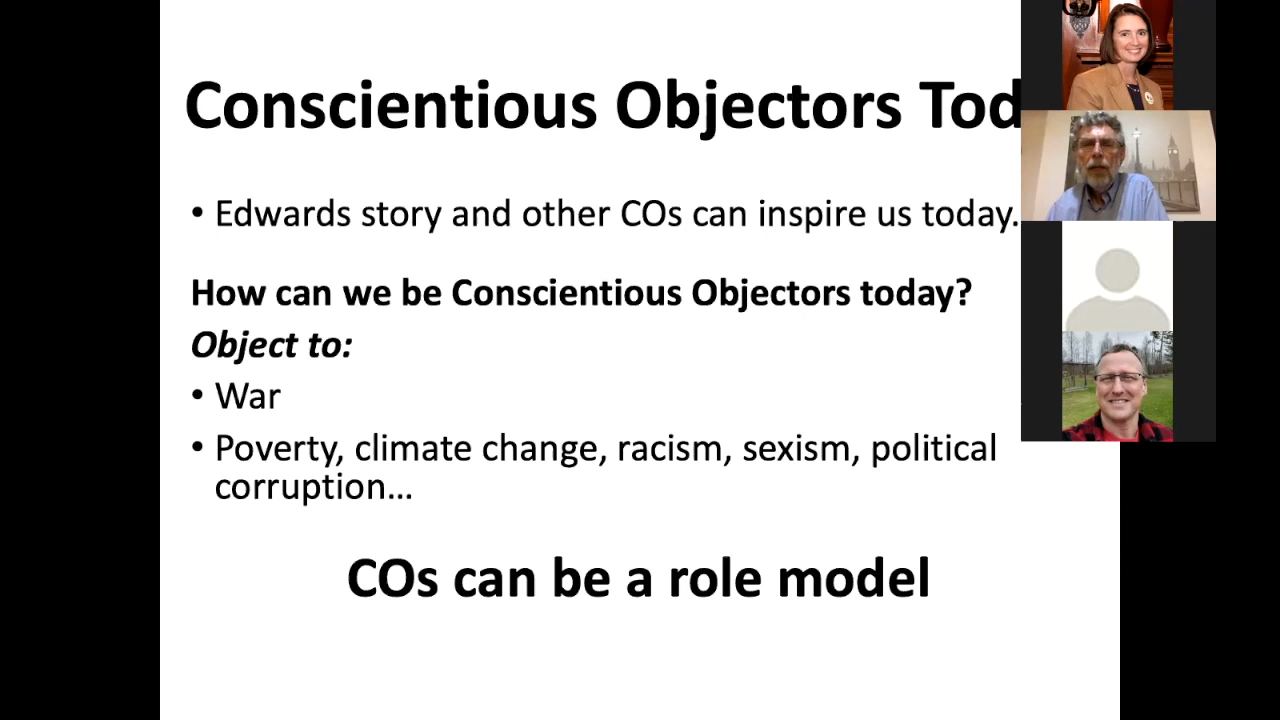 Conscientious Objectors Tod
• Edwards story and other COs can inspire us today.
How can we be Conscientious Objectors today?
Object to:
• War
• Poverty, climate change, racism, sexism, political
corruption...
COs can be a role model